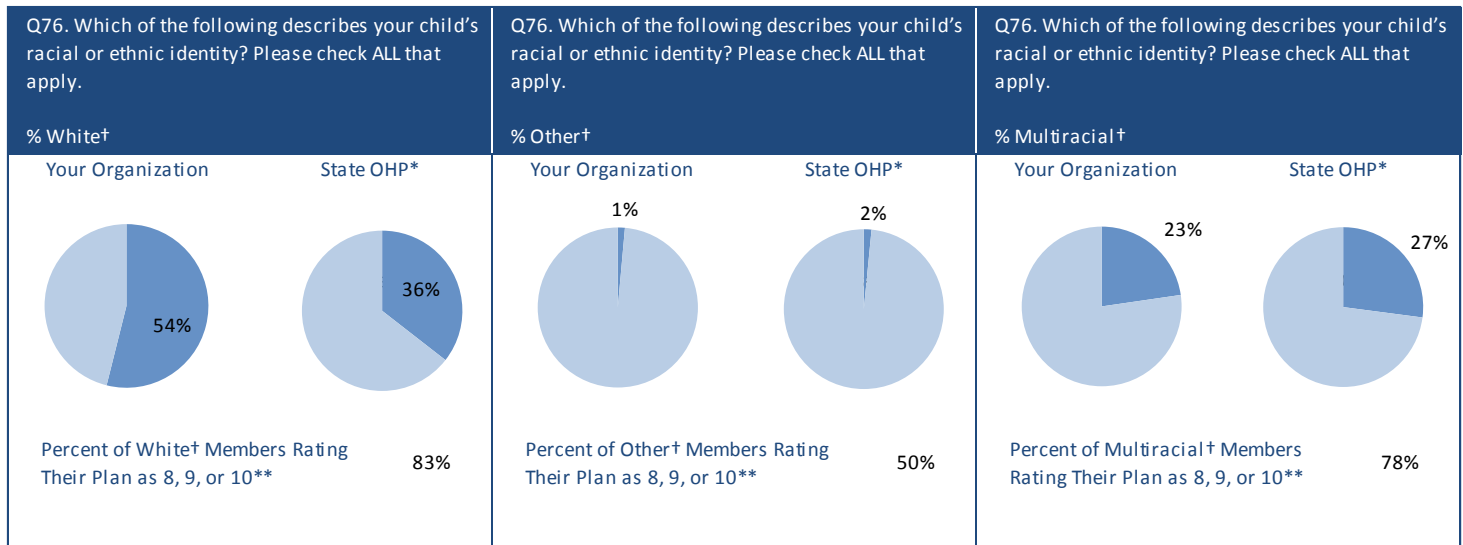 Q76. Which of the following describes your child's
racial or ethnic identity? Please check ALL that
apply.
% White†
Your Organization
State OHP*
54%
36%
Percent of White† Members Rating
Their Plan as 8, 9, or 10**
83%
Q76. Which of the following describes your child's
racial or ethnic identity? Please check ALL that
apply.
% Other†
Your Organization
State OHP*
1%
2%
Percent of Other† Members Rating
Their Plan as 8, 9, or 10**
50%
Q76. Which of the following describes your child's
racial or ethnic identity? Please check ALL that
apply.
% Multiracial†
Your Organization
State OHP*
23%
27%
Percent of Multiracial† Members
Rating Their Plan as 8, 9, or 10**
78%